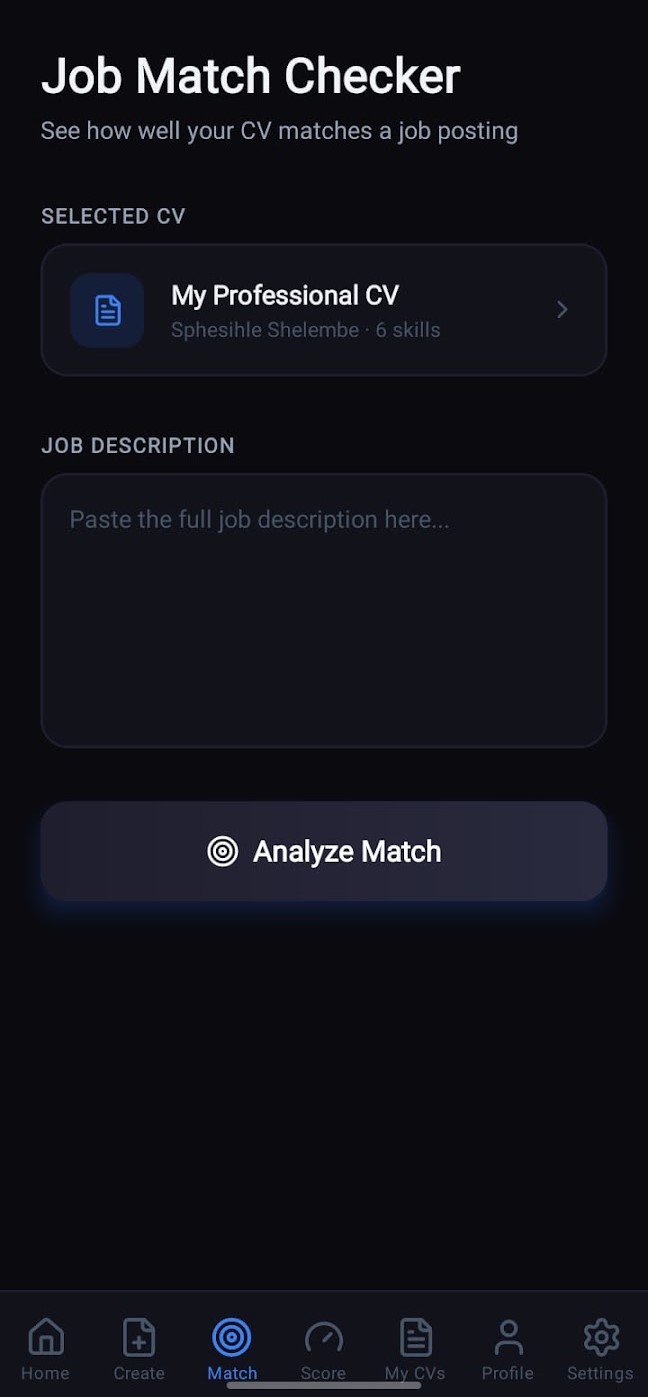 Job Match Checker
See how well your CV matches a job posting
SELECTED CV
My Professional CV
Sphesihle Shelembe · 6 skills
JOB DESCRIPTION
Paste the full job description here...
Analyze Match
Home Create Match Score My CVs Profile Settings